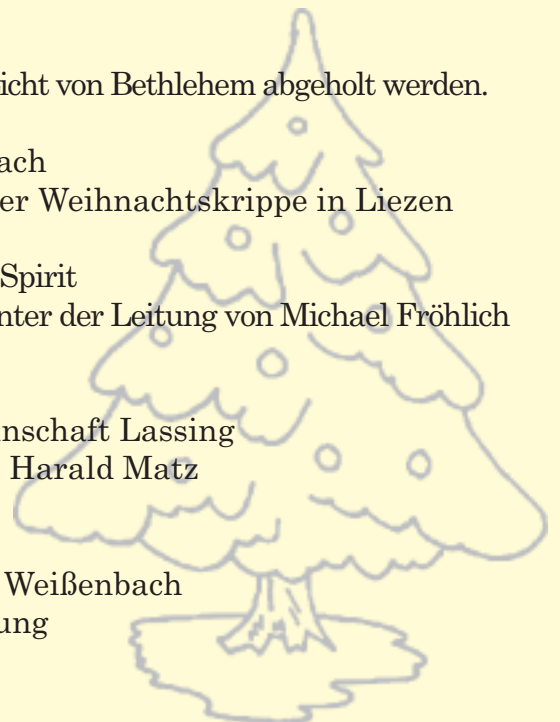 icht von Bethlehem abgeholt werden.
ach
er Weihnachtskrippe in Liezen
Spirit
nter der Leitung von Michael Fröhlich
nschaft Lassing
Harald Matz
Weißenbach
ung